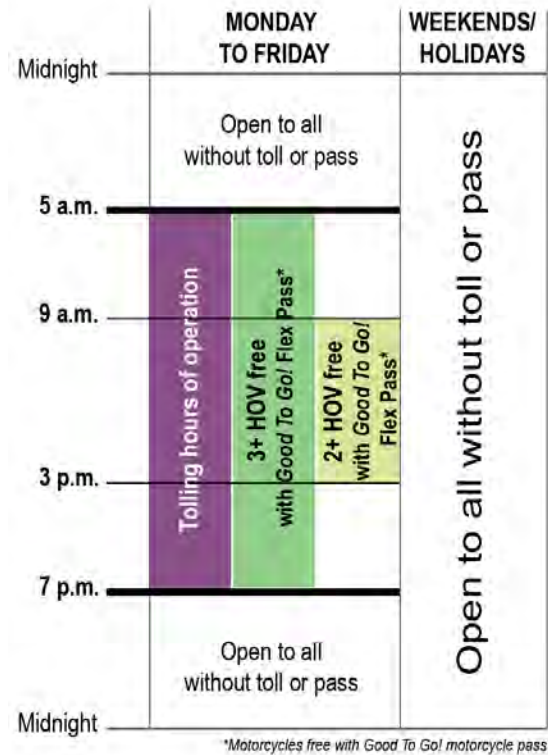 MONDAY
TO FRIDAY
WEEKENDS/
HOLIDAYS
Midnight
Open to all
without toll or pass
5 a.m.
9 a.m.
3 p.m.
7 p.m.
Tolling hours of operation
3+ HOV free
with Good To Go! Flex Pass*
2+ HOV free
with Good To Go!
Flex Pass*
Open to all without toll or pass
Open to all
without toll or pass
Midnight
*Motorcycles free with Good To Go! motorcycle pass